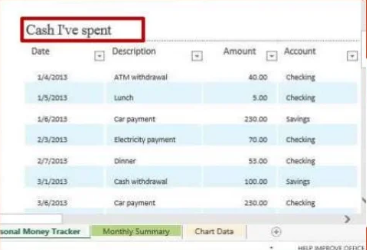 Cash I've spent
Date Description Amount Account
1/4/2013 ATM withdrawal 40.00 Checking
1/5/2013 Lunch 5.00 Checking
1/6/2013 Car payment 230.00 Savings
2/3/2013 Electricity payment 70.00 Checking
2/7/2013 Dinner 55.00 Checking
3/1/2013 Cash withdrawal 100.00 Savings
3/6/2013 Car payment 250.00 Checking
sonal Money Tracker Monthly Summary Chart Data
HELP IMPROVE OFFICE